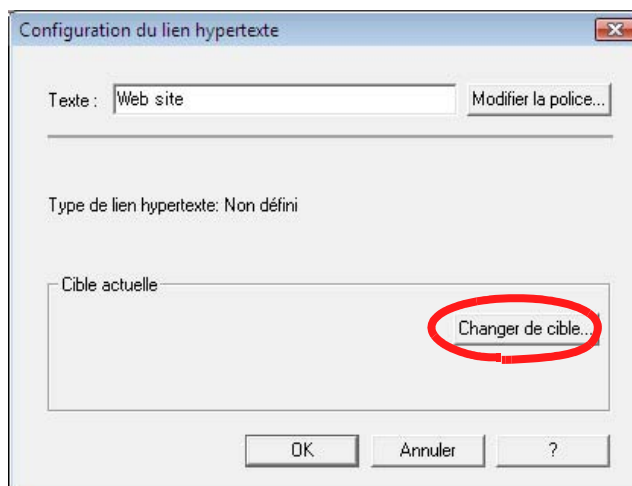 Configuration du lien hypertexte
Texte : Web site Modifier la police...
Type de lien hypertexte: Non défini
Cible actuelle
Changer de cible...
OK Annuler ?